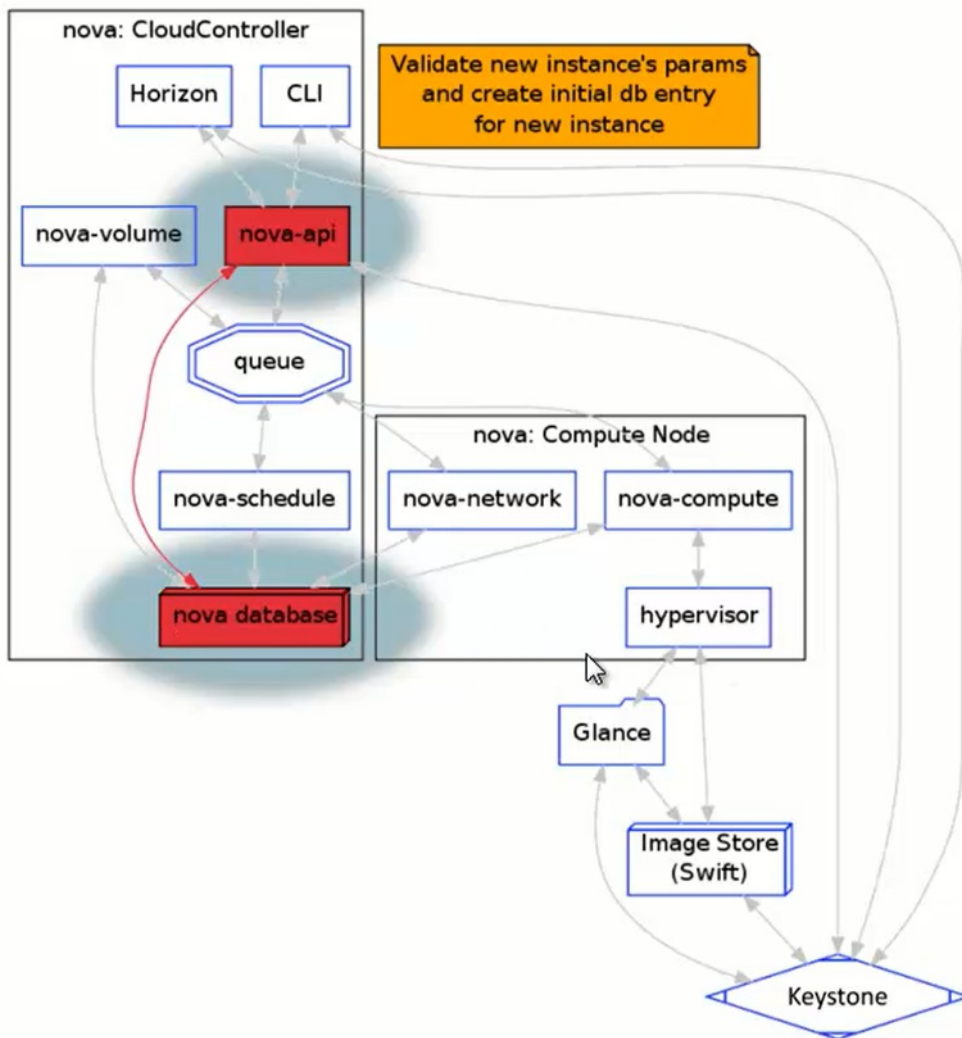 nova: CloudController
Validate new instance's params
and create initial db entry
for new instance
Horizon
CLI
nova-volume
nova-api
queue
nova: Compute Node
nova-schedule
nova-network
nova-compute
nova database
hypervisor
Glance
Image Store
(Swift)
Keystone